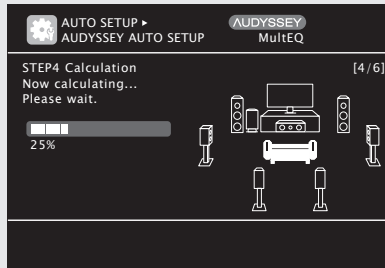 AUTO SETUP ▸
AUDYSSEY AUTO SETUP
AUDYSSEY
MultEQ
STEP4 Calculation [4/6]
Now calculating...
Please wait.
25%